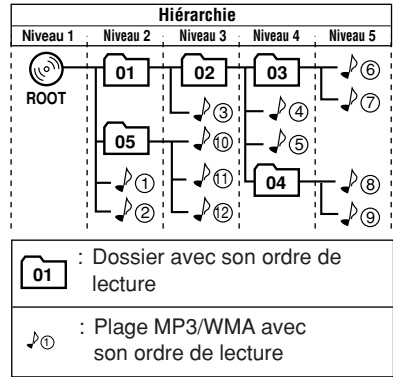 Hiérarchie
Niveau 1 Niveau 2 Niveau 3 Niveau 4 Niveau 5
01 02 03 ⑥
ROOT
③ ④ ⑦
05 ⑩ ⑤
① ⑪ 04 ⑧
② ⑫ ⑨
01 : Dossier avec son ordre de
lecture
① : Plage MP3/WMA avec
son ordre de lecture